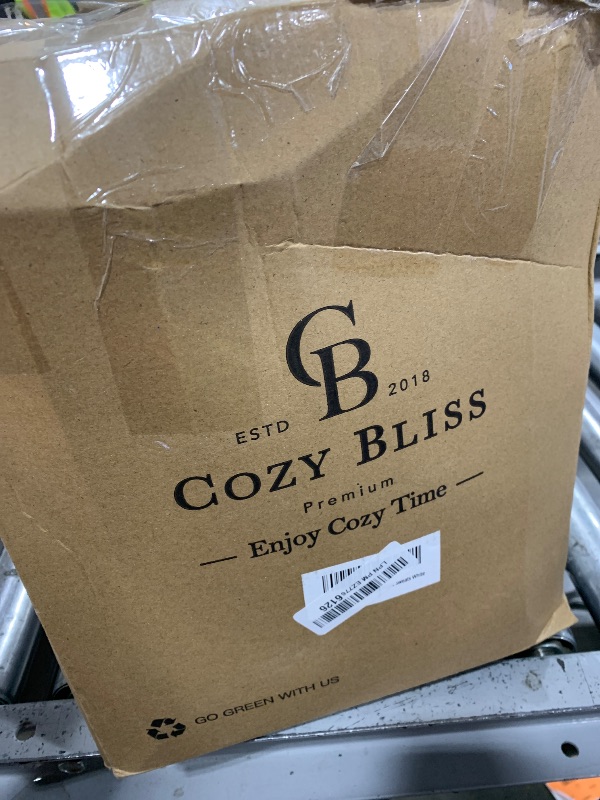 CB
ESTD 2018
COZY BLISS
Premium
— Enjoy Cozy Time —
GO GREEN WITH US